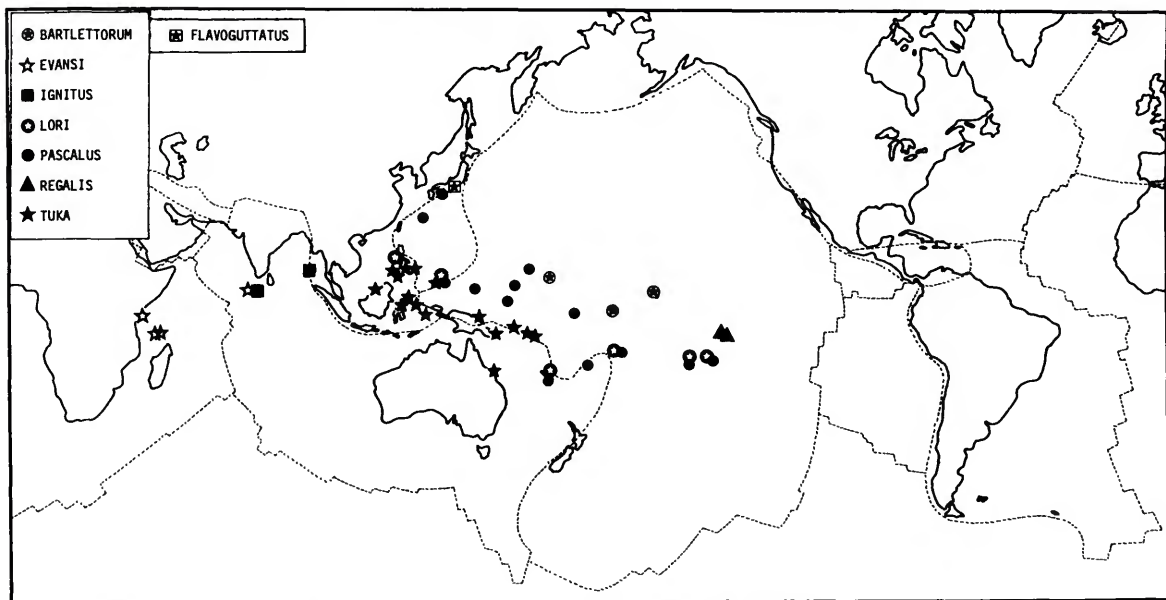 BARTLETTORUM
EVANSI
IGNITUS
LORI
PASCALUS
REGALIS
TUKA
FLAVOGUTTATUS